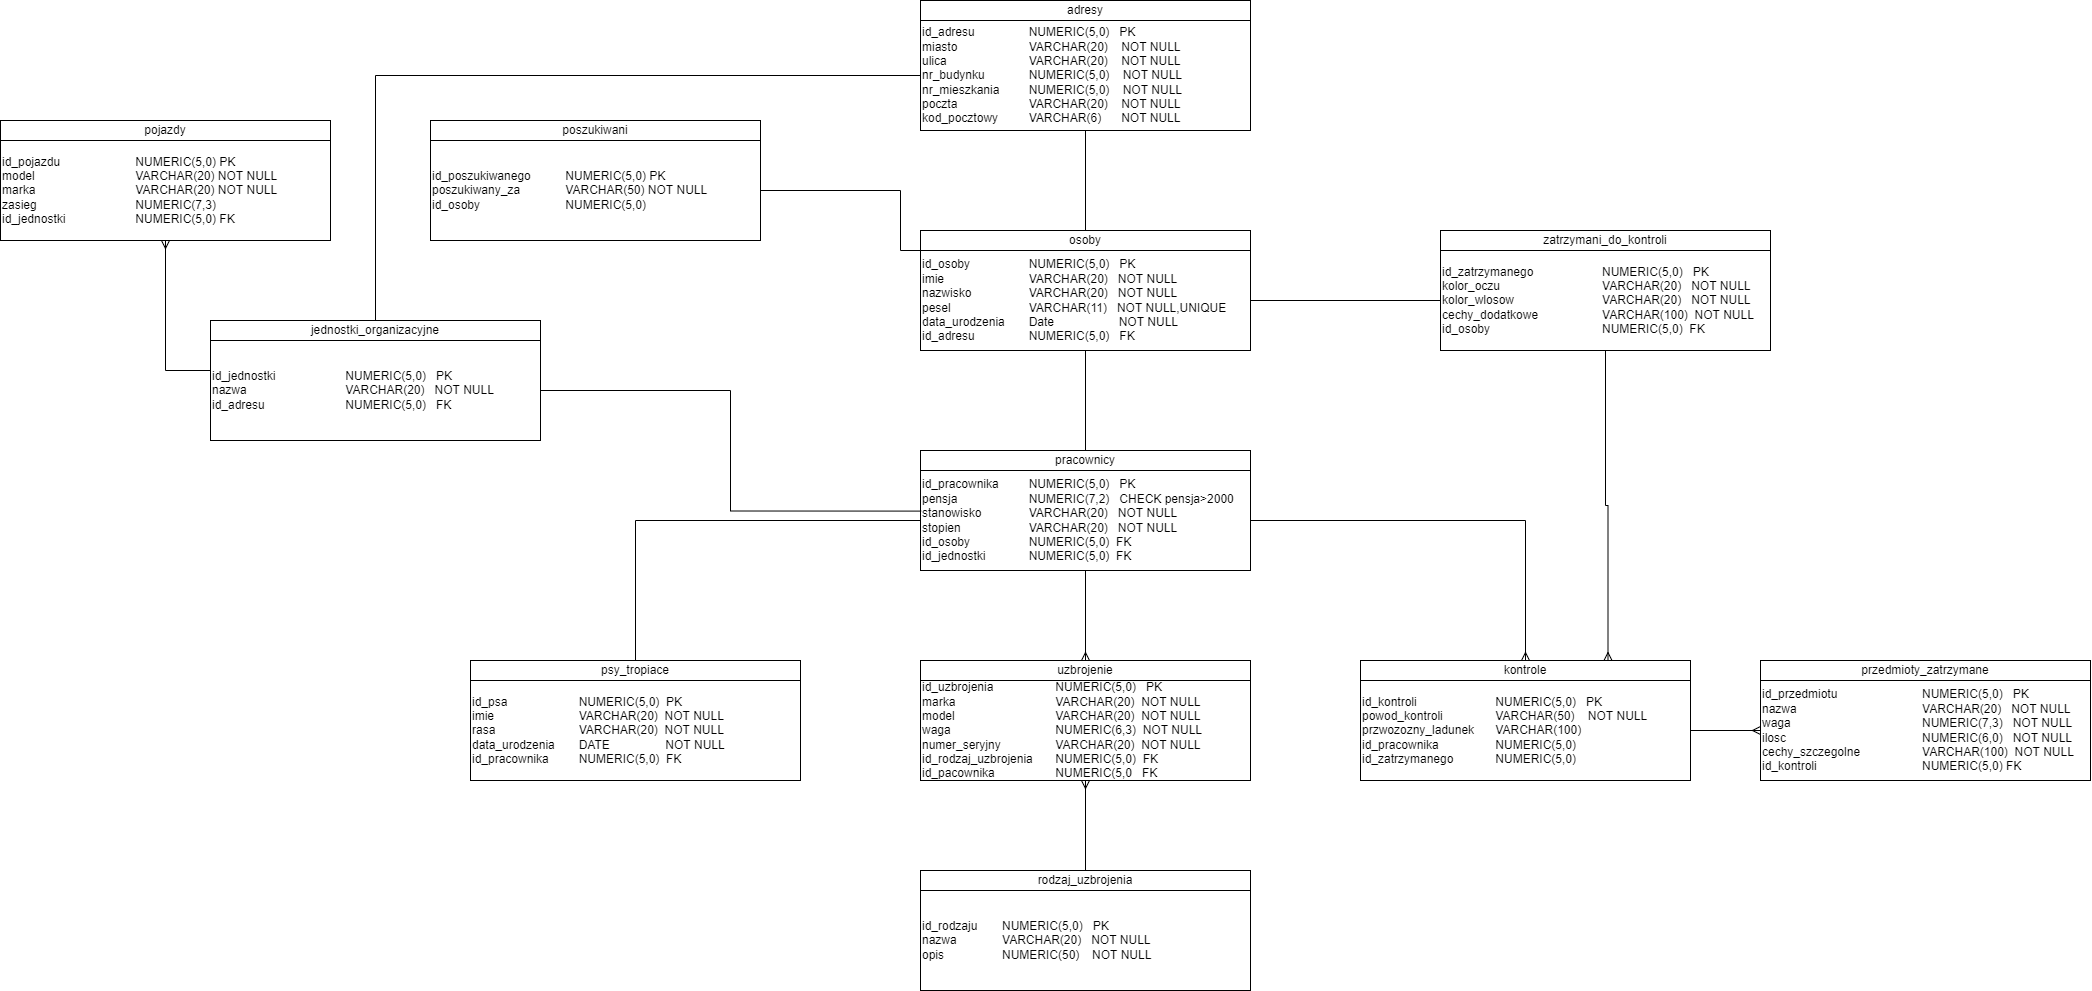 adresy
id_adresu NUMERIC(5,0) PK
miasto VARCHAR(20) NOT NULL
ulica VARCHAR(20) NOT NULL
nr_budynku NUMERIC(5,0) NOT NULL
nr_mieszkania NUMERIC(5,0) NOT NULL
poczta VARCHAR(20) NOT NULL
kod_pocztowy VARCHAR(6) NOT NULL
pojazdy
id_pojazdu NUMERIC(5,0) PK
model VARCHAR(20) NOT NULL
marka VARCHAR(20) NOT NULL
zasieg NUMERIC(7,3)
id_jednostki NUMERIC(5,0) FK
poszukiwani
id_poszukiwanego NUMERIC(5,0) PK
poszukiwany_za VARCHAR(50) NOT NULL
id_osoby NUMERIC(5,0)
osoby
id_osoby NUMERIC(5,0) PK
imie VARCHAR(20) NOT NULL
nazwisko VARCHAR(20) NOT NULL
pesel VARCHAR(11) NOT NULL,UNIQUE
data_urodzenia Date NOT NULL
id_adresu NUMERIC(5,0) FK
zatrzymani_do_kontroli
id_zatrzymanego NUMERIC(5,0) PK
kolor_oczu VARCHAR(20) NOT NULL
kolor_wlosow VARCHAR(20) NOT NULL
cechy_dodatkowe VARCHAR(100) NOT NULL
id_osoby NUMERIC(5,0) FK
jednostki_organizacyjne
id_jednostki NUMERIC(5,0) PK
nazwa VARCHAR(20) NOT NULL
id_adresu NUMERIC(5,0) FK
pracownicy
id_pracownika NUMERIC(5,0) PK
pensja NUMERIC(7,2) CHECK pensja>2000
stanowisko VARCHAR(20) NOT NULL
stopien VARCHAR(20) NOT NULL
id_osoby NUMERIC(5,0) FK
id_jednostki NUMERIC(5,0) FK
psy_tropiace
id_psa NUMERIC(5,0) PK
imie VARCHAR(20) NOT NULL
rasa VARCHAR(20) NOT NULL
data_urodzenia DATE NOT NULL
id_pracownika NUMERIC(5,0) FK
uzbrojenie
id_uzbrojenia NUMERIC(5,0) PK
marka VARCHAR(20) NOT NULL
model VARCHAR(20) NOT NULL
waga NUMERIC(6,3) NOT NULL
numer_seryjny VARCHAR(20) NOT NULL
id_rodzaj_uzbrojenia NUMERIC(5,0) FK
id_pacownika NUMERIC(5,0 FK
kontrole
id_kontroli NUMERIC(5,0) PK
powod_kontroli VARCHAR(50) NOT NULL
przwozozny_ladunek VARCHAR(100)
id_pracownika NUMERIC(5,0)
id_zatrzymanego NUMERIC(5,0)
przedmioty_zatrzymane
id_przedmiotu NUMERIC(5,0) PK
nazwa VARCHAR(20) NOT NULL
waga NUMERIC(7,3) NOT NULL
ilosc NUMERIC(6,0) NOT NULL
cechy_szczegolne VARCHAR(100) NOT NULL
id_kontroli NUMERIC(5,0) FK
rodzaj_uzbrojenia
id_rodzaju NUMERIC(5,0) PK
nazwa VARCHAR(20) NOT NULL
opis NUMERIC(50) NOT NULL